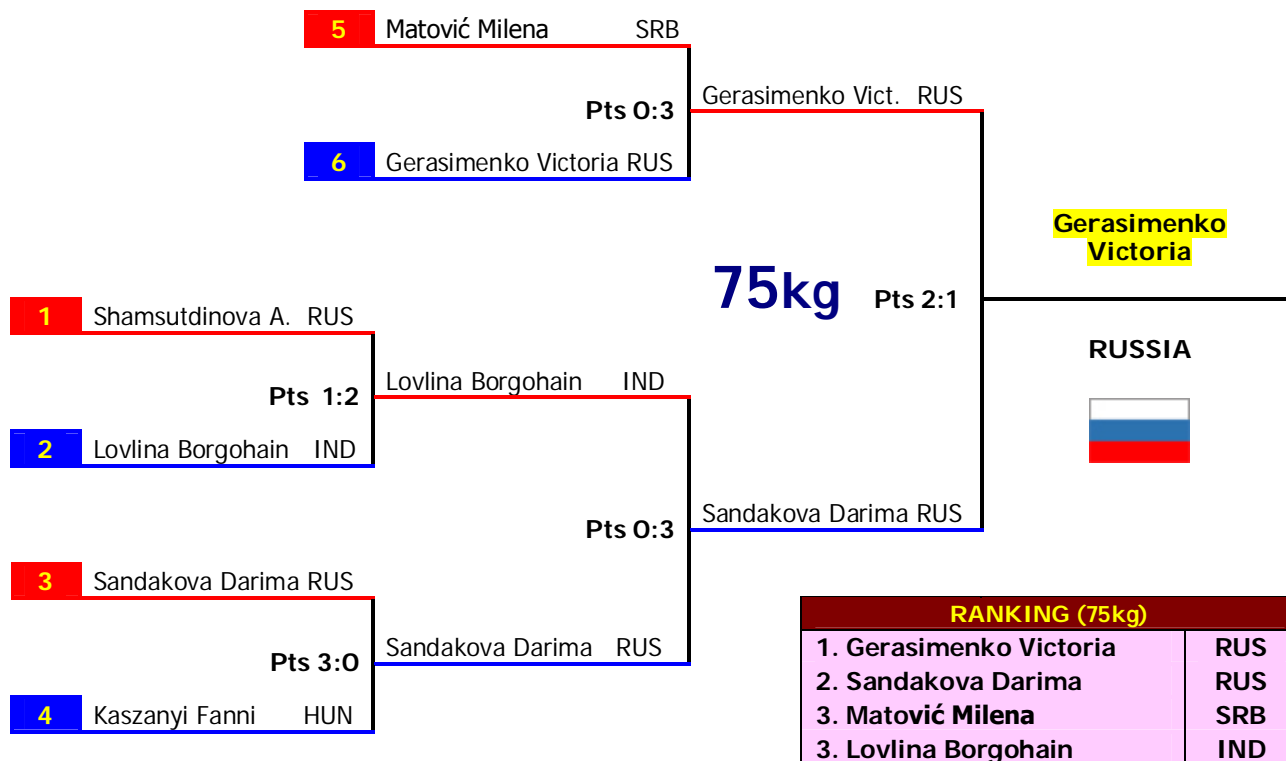 5 Matović Milena SRB
Pts 0:3
Gerasimenko Vict. RUS
6 Gerasimenko Victoria RUS
Gerasimenko
Victoria
75kg Pts 2:1
RUSSIA
1 Shamsutdinova A. RUS
Pts 1:2
Lovlina Borgohain IND
2 Lovlina Borgohain IND
Pts 0:3
Sandakova Darima RUS
3 Sandakova Darima RUS
Pts 3:0
Sandakova Darima RUS
4 Kaszanyi Fanni HUN
RANKING (75kg)
1. Gerasimenko Victoria RUS
2. Sandakova Darima RUS
3. Matović Milena SRB
3. Lovlina Borgohain IND